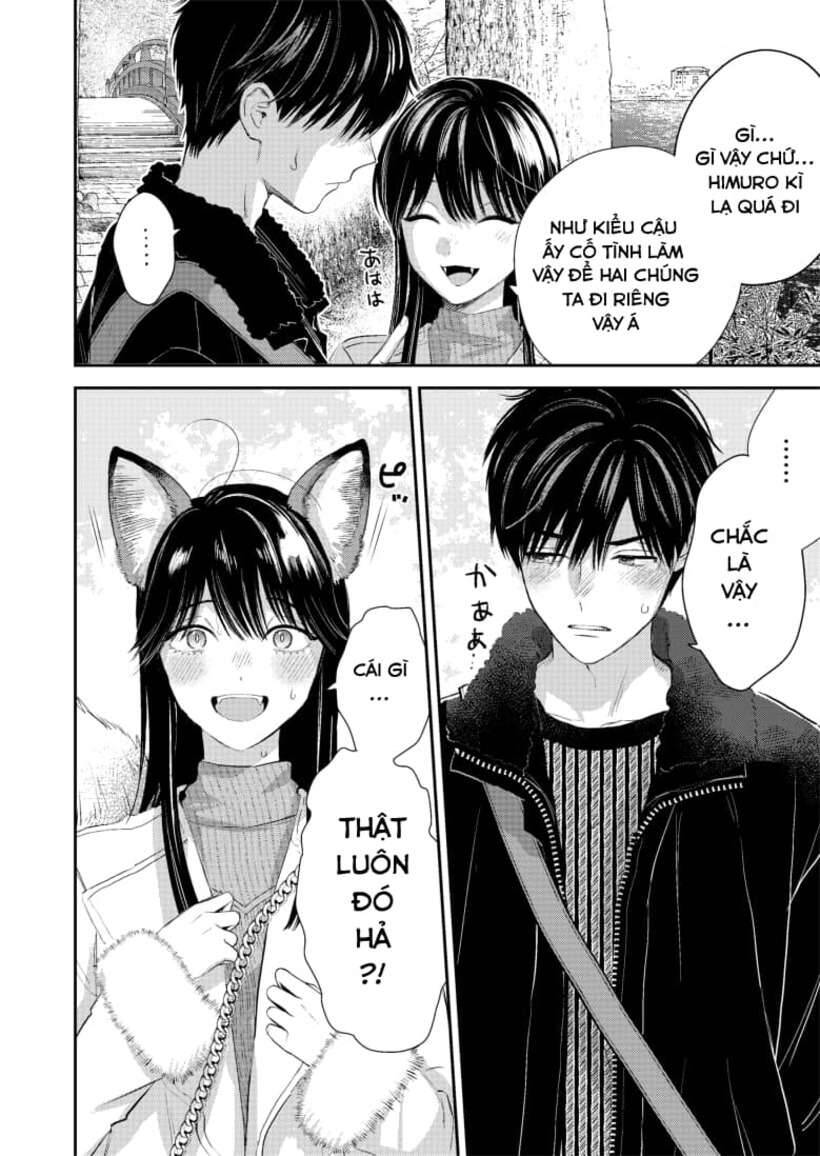 GÌ...
GÌ VẬY CHỨ...
HIMURO KÌ
LẠ QUÁ ĐI
NHƯ KIỂU CẬU
ẤY CỐ TÌNH LÀM
VẬY ĐỂ HAI CHÚNG
TA ĐI RIÊNG
VẬY Á
あはは
......
......
CHẮC
LÀ
VẬY
...
かぁぁぁ
ピッ
CÁI GÌ
...
THẬT
LUÔN
ĐÓ
HẢ
?!